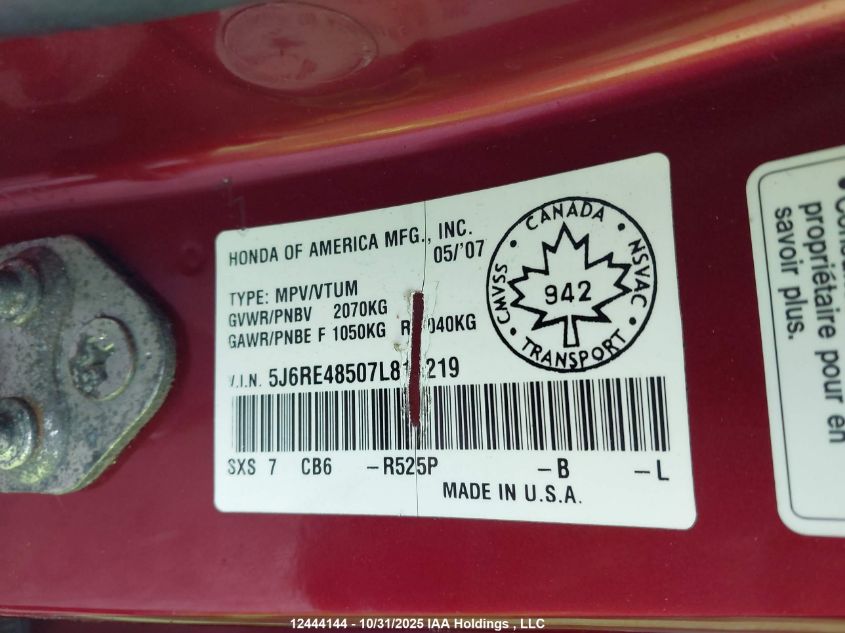 HONDA OF AMERICA MFG., INC.
05/'07
TYPE: MPV/VTUM
GVWR/PNBV 2070KG
GAWR/PNBE F 1050KG
V.I.N.
SXS 7 CB6 -R525P -B -L
MADE IN U.S.A.
CANADA
CMVSS 942 NSVAC
TRANSPORT
propriétaire pour en
savoir plus.
12444144 - 10/31/2025 IAA Holdings , LLC